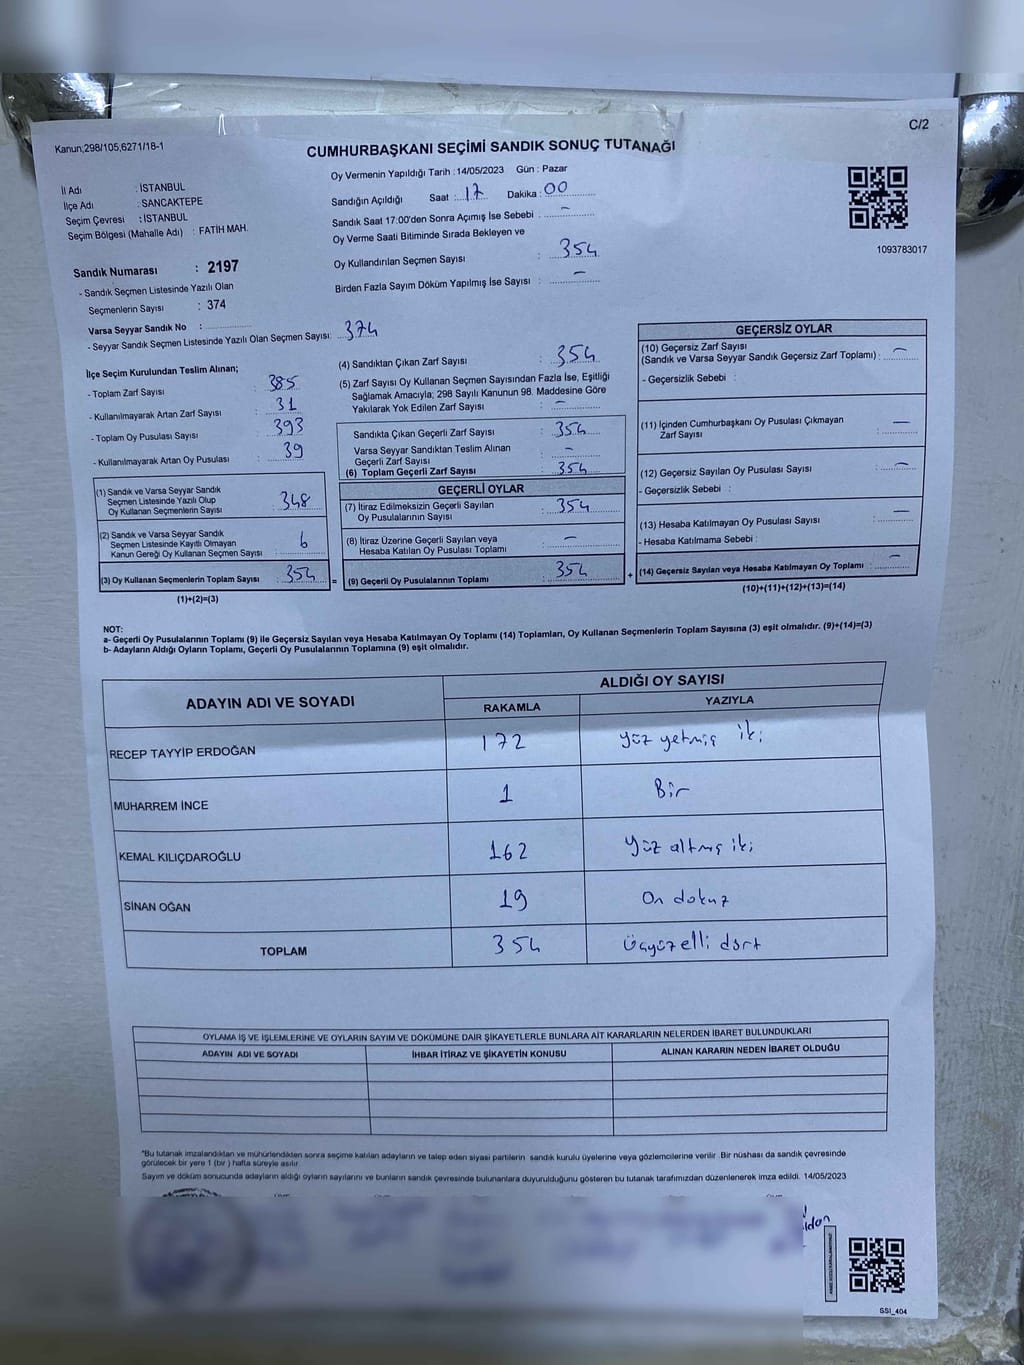 C/2
Kanun;298/105,6271/18-1
CUMHURBAŞKANI SEÇİMİ SANDIK SONUÇ TUTANAĞI
Oy Vermenin Yapıldığı Tarih : 14/05/2023 Gün : Pazar
İl Adı : İSTANBUL
İlçe Adı : SANCAKTEPE
Seçim Çevresi : İSTANBUL
Seçim Bölgesi (Mahalle Adı) : FATİH MAH.
Sandığın Açıldığı Saat : 17 Dakika : 00
Sandık Saat 17:00'den Sonra Açımış İse Sebebi : -
Oy Verme Saati Bitiminde Sırada Bekleyen ve
Oy Kullandırılan Seçmen Sayısı : 354
Birden Fazla Sayım Döküm Yapılmış İse Sayısı : -
1093783017
Sandık Numarası : 2197
- Sandık Seçmen Listesinde Yazılı Olan
Seçmenlerin Sayısı : 374
Varsa Seyyar Sandık No :
- Seyyar Sandık Seçmen Listesinde Yazılı Olan Seçmen Sayısı: 374
İlçe Seçim Kurulundan Teslim Alınan;
- Toplam Zarf Sayısı : 385
- Kullanılmayarak Artan Zarf Sayısı : 31
- Toplam Oy Pusulası Sayısı : 393
- Kullanılmayarak Artan Oy Pusulası : 39
(1) Sandık ve Varsa Seyyar Sandık
Seçmen Listesinde Yazılı Olup
Oy Kullanan Seçmenlerin Sayısı : 348
(2) Sandık ve Varsa Seyyar Sandık
Seçmen Listesinde Kayıtlı Olmayan
Kanun Gereği Oy Kullanan Seçmen Sayısı : 6
(3) Oy Kullanan Seçmenlerin Toplam Sayısı : 354
(1)+(2)=(3)
=
(4) Sandıktan Çıkan Zarf Sayısı : 354
(5) Zarf Sayısı Oy Kullanan Seçmen Sayısından Fazla İse, Eşitliği
Sağlamak Amacıyla; 298 Sayılı Kanunun 98. Maddesine Göre
Yakılarak Yok Edilen Zarf Sayısı : -
Sandıkta Çıkan Geçerli Zarf Sayısı : 354
Varsa Seyyar Sandıktan Teslim Alınan
Geçerli Zarf Sayısı : -
(6) Toplam Geçerli Zarf Sayısı : 354
GEÇERLİ OYLAR
(7) İtiraz Edilmeksizin Geçerli Sayılan
Oy Pusulalarının Sayısı : 354
(8) İtiraz Üzerine Geçerli Sayılan veya
Hesaba Katılan Oy Pusulası Toplamı : -
(9) Geçerli Oy Pusulalarının Toplamı : 354
+
GEÇERSİZ OYLAR
(10) Geçersiz Zarf Sayısı
(Sandık ve Varsa Seyyar Sandık Geçersiz Zarf Toplamı) : -
- Geçersizlik Sebebi :
(11) İçinden Cumhurbaşkanı Oy Pusulası Çıkmayan
Zarf Sayısı : -
(12) Geçersiz Sayılan Oy Pusulası Sayısı : -
- Geçersizlik Sebebi :
(13) Hesaba Katılmayan Oy Pusulası Sayısı : -
- Hesaba Katılmama Sebebi :
(14) Geçersiz Sayılan veya Hesaba Katılmayan Oy Toplamı : -
(10)+(11)+(12)+(13)=(14)
NOT:
a- Geçerli Oy Pusulalarının Toplamı (9) ile Geçersiz Sayılan veya Hesaba Katılmayan Oy Toplamı (14) Toplamları, Oy Kullanan Seçmenlerin Toplam Sayısına (3) eşit olmalıdır. (9)+(14)=(3)
b- Adayların Aldığı Oyların Toplamı, Geçerli Oy Pusulalarının Toplamına (9) eşit olmalıdır.
ADAYIN ADI VE SOYADI
ALDIĞI OY SAYISI
RAKAMLA YAZIYLA
RECEP TAYYİP ERDOĞAN 172 yüz yetmiş iki
MUHARREM İNCE 1 Bir
KEMAL KILIÇDAROĞLU 162 Yüz altmış iki
SİNAN OĞAN 19 On dokuz
TOPLAM 354 Üçyüzelli dört
OYLAMA İŞ VE İŞLEMLERİNE VE OYLARIN SAYIM VE DÖKÜMÜNE DAİR ŞİKAYETLERLE BUNLARA AİT KARARLARIN NELERDEN İBARET BULUNDUKLARI
ADAYIN ADI VE SOYADI İHBAR İTİRAZ VE ŞİKAYETİN KONUSU ALINAN KARARIN NEDEN İBARET OLDUĞU
*Bu tutanak imzalandıktan ve mühürlendikten sonra seçime katılan adayların ve talep eden siyasi partilerin sandık kurulu üyelerine veya gözlemcilerine verilir. Bir nüshası da sandık çevresinde
görülecek bir yere 1 (bir ) hafta süreyle asılır.
Sayım ve döküm sonucunda adayların aldığı oyların sayılarını ve bunların sandık çevresinde bulunanlara duyurulduğunu gösteren bu tutanak tarafımızdan düzenlenerek imza edildi. 14/05/2023
SSI_404